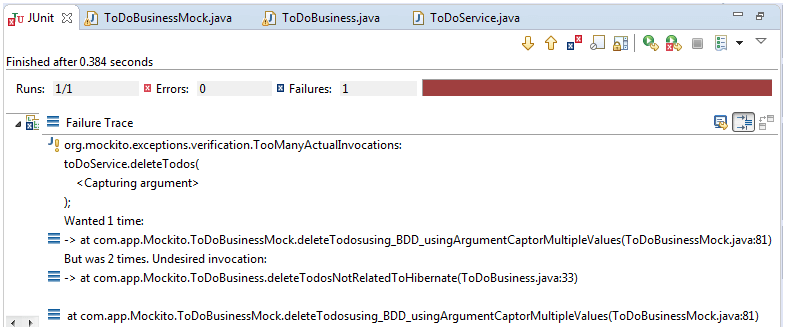 JUnit
ToDoBusinessMock.java
ToDoBusiness.java
ToDoService.java
Finished after 0.384 seconds
Runs: 1/1
Errors: 0
Failures: 1
Failure Trace
org.mockito.exceptions.verification.TooManyActualInvocations:
toDoService.deleteTodos(
<Capturing argument>
);
Wanted 1 time:
-> at com.app.Mockito.ToDoBusinessMock.deleteTodosusing_BDD_usingArgumentCaptorMultipleValues(ToDoBusinessMock.java:81)
But was 2 times. Undesired invocation:
-> at com.app.Mockito.ToDoBusiness.deleteTodosNotRelatedToHibernate(ToDoBusiness.java:33)
at com.app.Mockito.ToDoBusinessMock.deleteTodosusing_BDD_usingArgumentCaptorMultipleValues(ToDoBusinessMock.java:81)